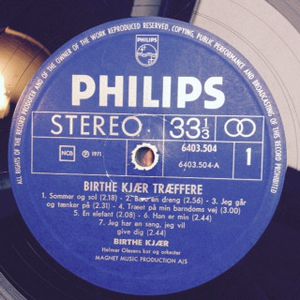 ALL RIGHTS OF THE RECORD PRODUCER AND OF THE OWNER OF THE WORK REPRODUCED RESERVED. COPYING, PUBLIC PERFORMANCE AND BROADCASTING OF THIS RECORD PROHIBITED
PHILIPS
PHILIPS
STEREO 33 1/3
NCB ℗ 1971 6403.504
6403.504-A 1
BIRTHE KJÆR TRÆFFERE
1. Sommer og sol (2.18) - 2. Bare en dreng (2.56) - 3. Jeg går
og tænker på (2.31) - 4. Træet på min barndoms vej (3.00)
5. En elefant (2.08) - 6. Han er min (2.44)
7. Jeg har en sang, jeg vil
give dig (2.44)
BIRTHE KJÆR
Helmer Olesens kor og orkester
MAGNET MUSIC PRODUCTION A/S